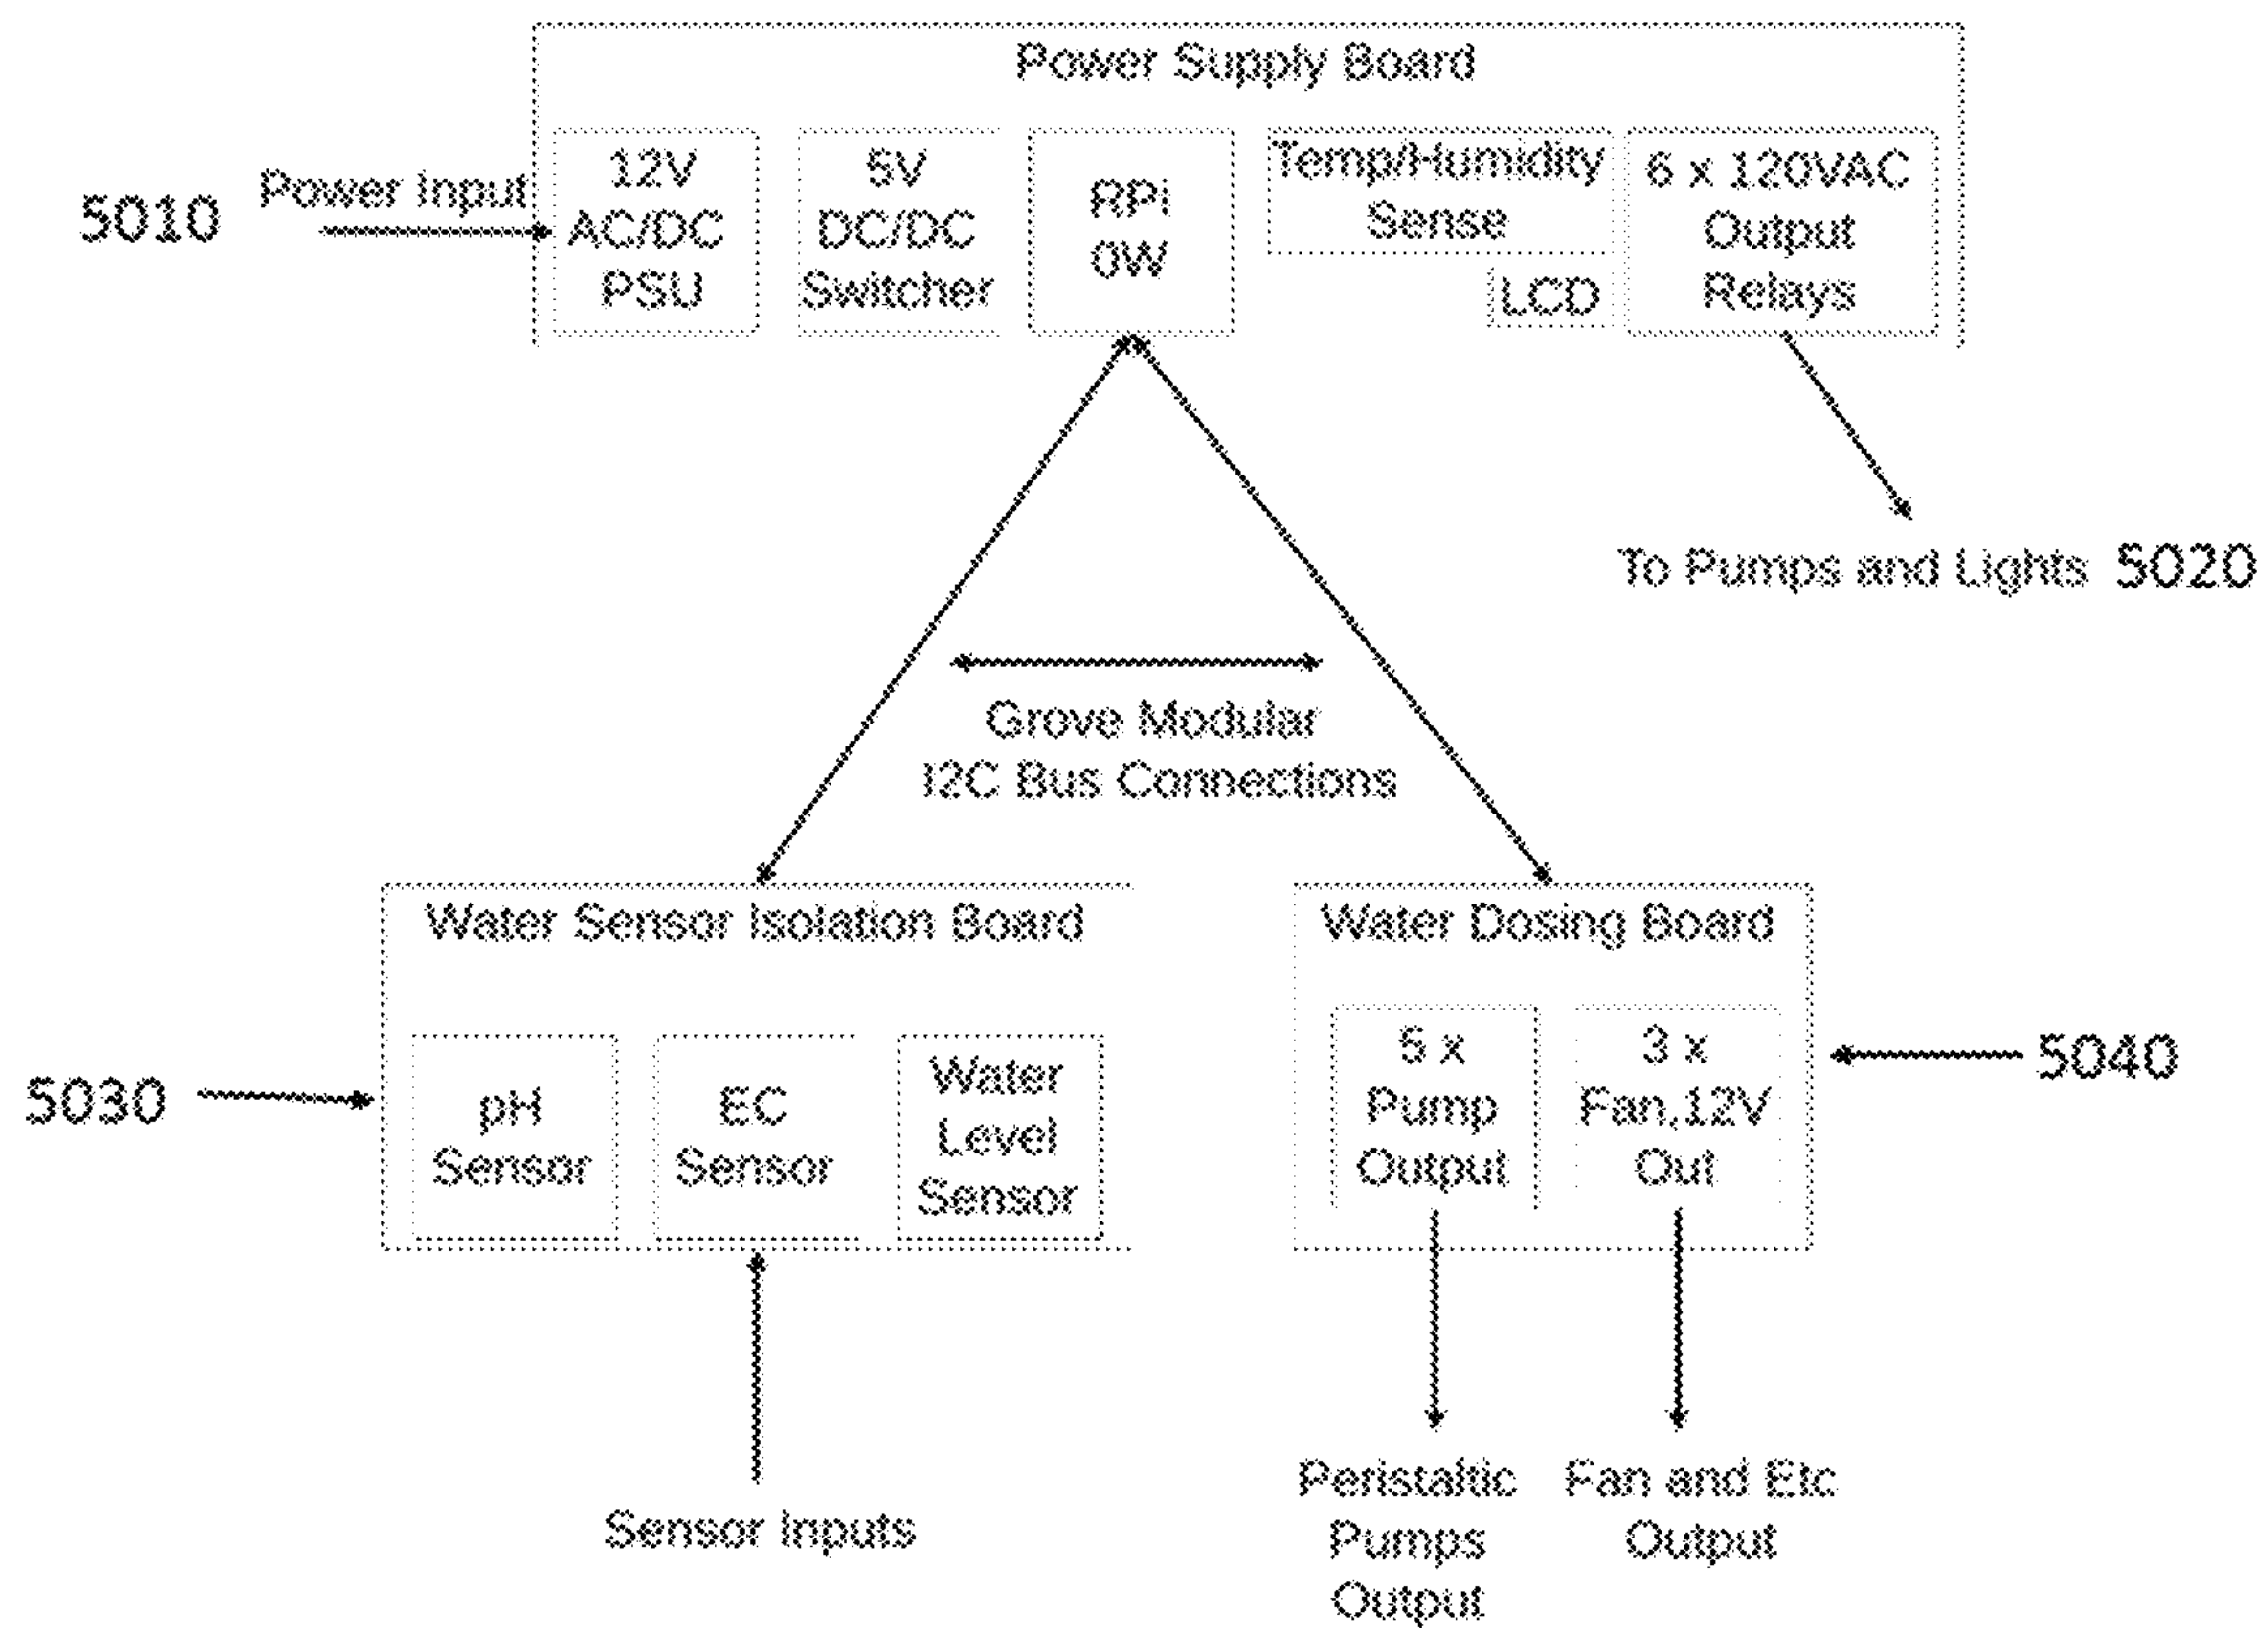 Power Supply Board
5010
Power Input
12V
AC/DC
PSU
5V
DC/DC
Switcher
RPi
0W
Temp/Humidity
Sense
LCD
6 x 120VAC
Output
Relays
To Pumps and Lights 5020
Grove Modular
I2C Bus Connections
Water Sensor Isolation Board
5030
pH
Sensor
EC
Sensor
Water
Level
Sensor
Sensor Inputs
Water Dosing Board
Pump
Output
3 x
Fan,12V
Out
5040
Peristaltic
Pumps
Output
Fan and Etc
Output